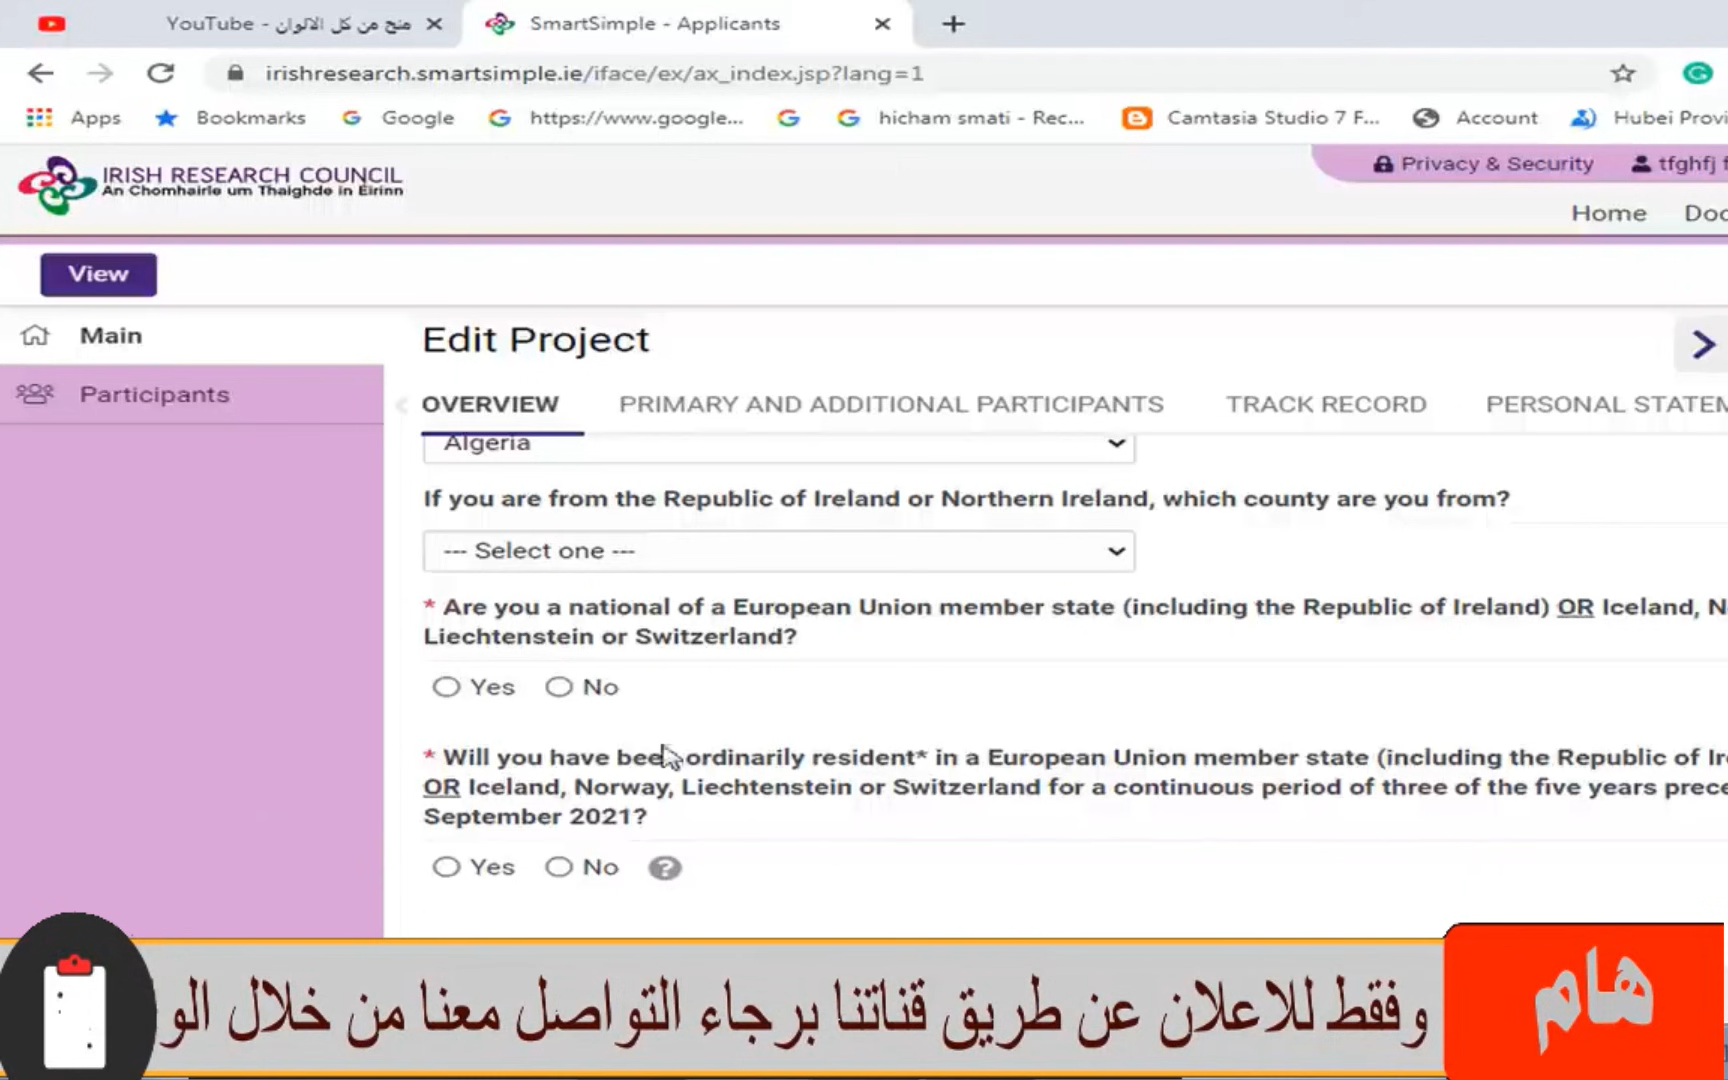 منح من كل الالوان - YouTube
SmartSimple - Applicants
irishresearch.smartsimple.ie/iface/ex/ax_index.jsp?lang=1
Apps
Bookmarks
Google
https://www.google...
hicham smati - Rec...
Camtasia Studio 7 F...
Account
Hubei Provi
IRISH RESEARCH COUNCIL
An Chomhairle um Thaighde in Éirinn
Privacy & Security
tfghfj f
Home
Doc
View
Main
Participants
Edit Project
OVERVIEW
PRIMARY AND ADDITIONAL PARTICIPANTS
TRACK RECORD
PERSONAL STATEM
Algeria
If you are from the Republic of Ireland or Northern Ireland, which county are you from?
--- Select one ---
* Are you a national of a European Union member state (including the Republic of Ireland) OR Iceland, N
Liechtenstein or Switzerland?
Yes
No
* Will you have been ordinarily resident* in a European Union member state (including the Republic of Ir
OR Iceland, Norway, Liechtenstein or Switzerland for a continuous period of three of the five years prece
September 2021?
Yes
No
هام
وفقط للاعلان عن طريق قناتنا برجاء التواصل معنا من خلال الو